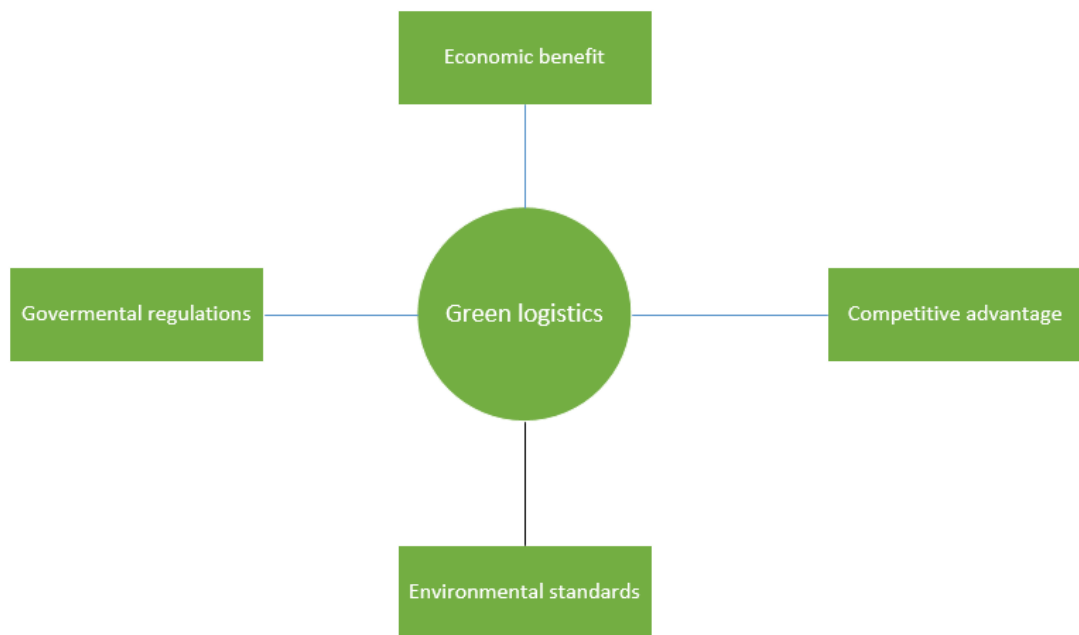 Economic benefit
Govermental regulations
Green logistics
Competitive advantage
Environmental standards